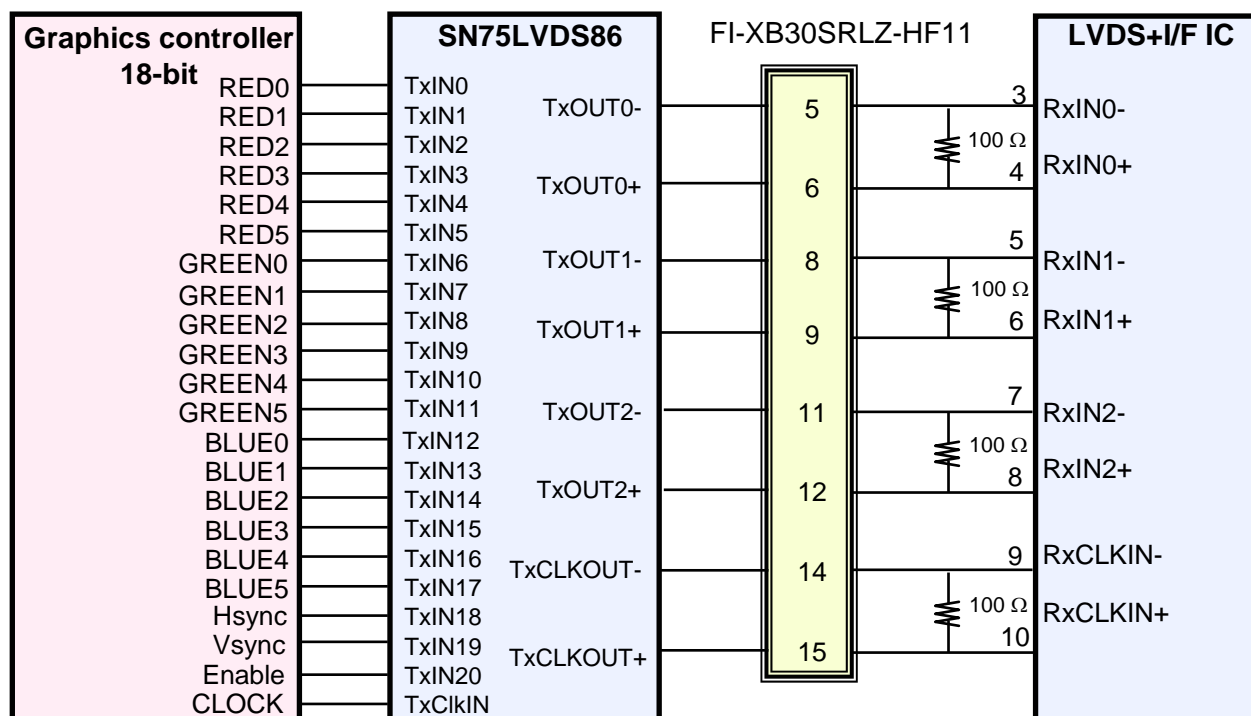 Graphics controller
18-bit
RED0
RED1
RED2
RED3
RED4
RED5
GREEN0
GREEN1
GREEN2
GREEN3
GREEN4
GREEN5
BLUE0
BLUE1
BLUE2
BLUE3
BLUE4
BLUE5
Hsync
Vsync
Enable
CLOCK
SN75LVDS86
TxIN0
TxIN1
TxIN2
TxIN3
TxIN4
TxIN5
TxIN6
TxIN7
TxIN8
TxIN9
TxIN10
TxIN11
TxIN12
TxIN13
TxIN14
TxIN15
TxIN16
TxIN17
TxIN18
TxIN19
TxIN20
TxClkIN
TxOUT0-
TxOUT0+
TxOUT1-
TxOUT1+
TxOUT2-
TxOUT2+
TxCLKOUT-
TxCLKOUT+
FI-XB30SRLZ-HF11
5
6
8
9
11
12
14
15
3
100 Ω
4
5
100 Ω
6
7
100 Ω
8
9
100 Ω
10
LVDS+I/F IC
RxIN0-
RxIN0+
RxIN1-
RxIN1+
RxIN2-
RxIN2+
RxCLKIN-
RxCLKIN+